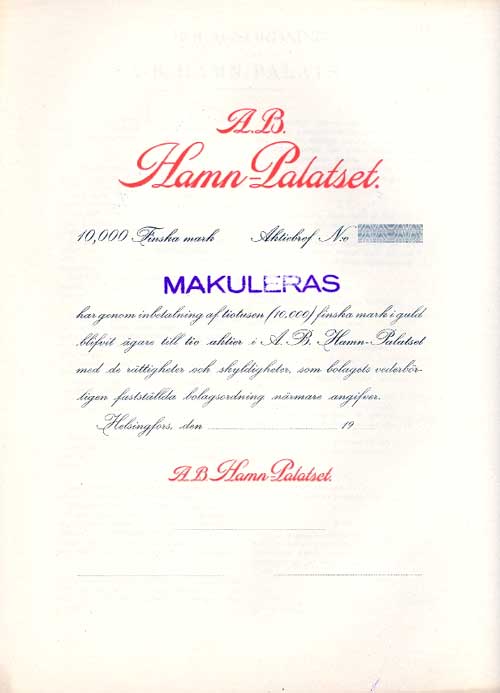 A.B.
Hamn-Palatset.
10,000 Finska mark Aktiebref No
MAKULERAS
har genom inbetalning af tiotusen (10,000) finska mark i guld
blifvit ägare till tio aktier i A. B. Hamn-Palatset
med de rättigheter och skyldigheter, som bolagets vederbör-
ligen fastställda bolagsordning närmare angifver.
Helsingfors, den 19
A.B. Hamn-Palatset.